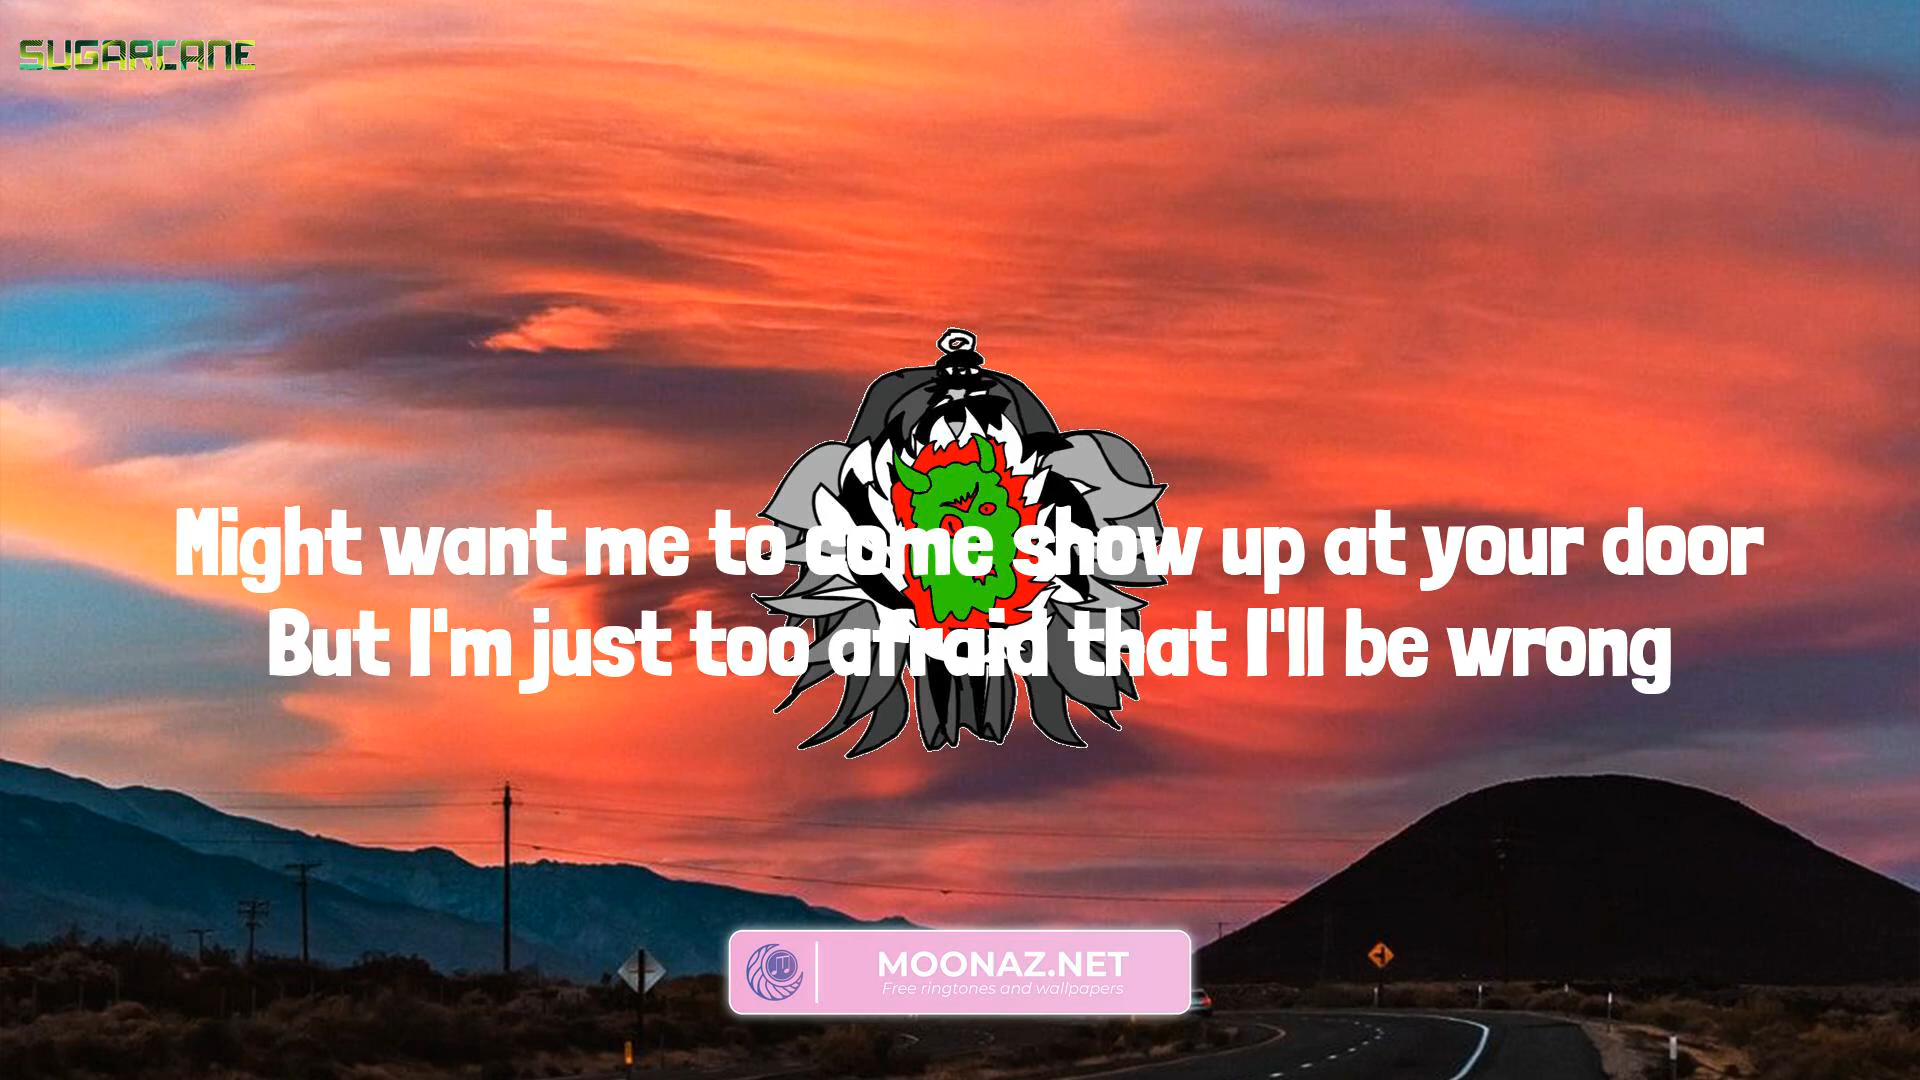 SUGARCANE
Might want me to come show up at your door
But I'm just too afraid that I'll be wrong
MOONAZ.NET
Free ringtones and wallpapers